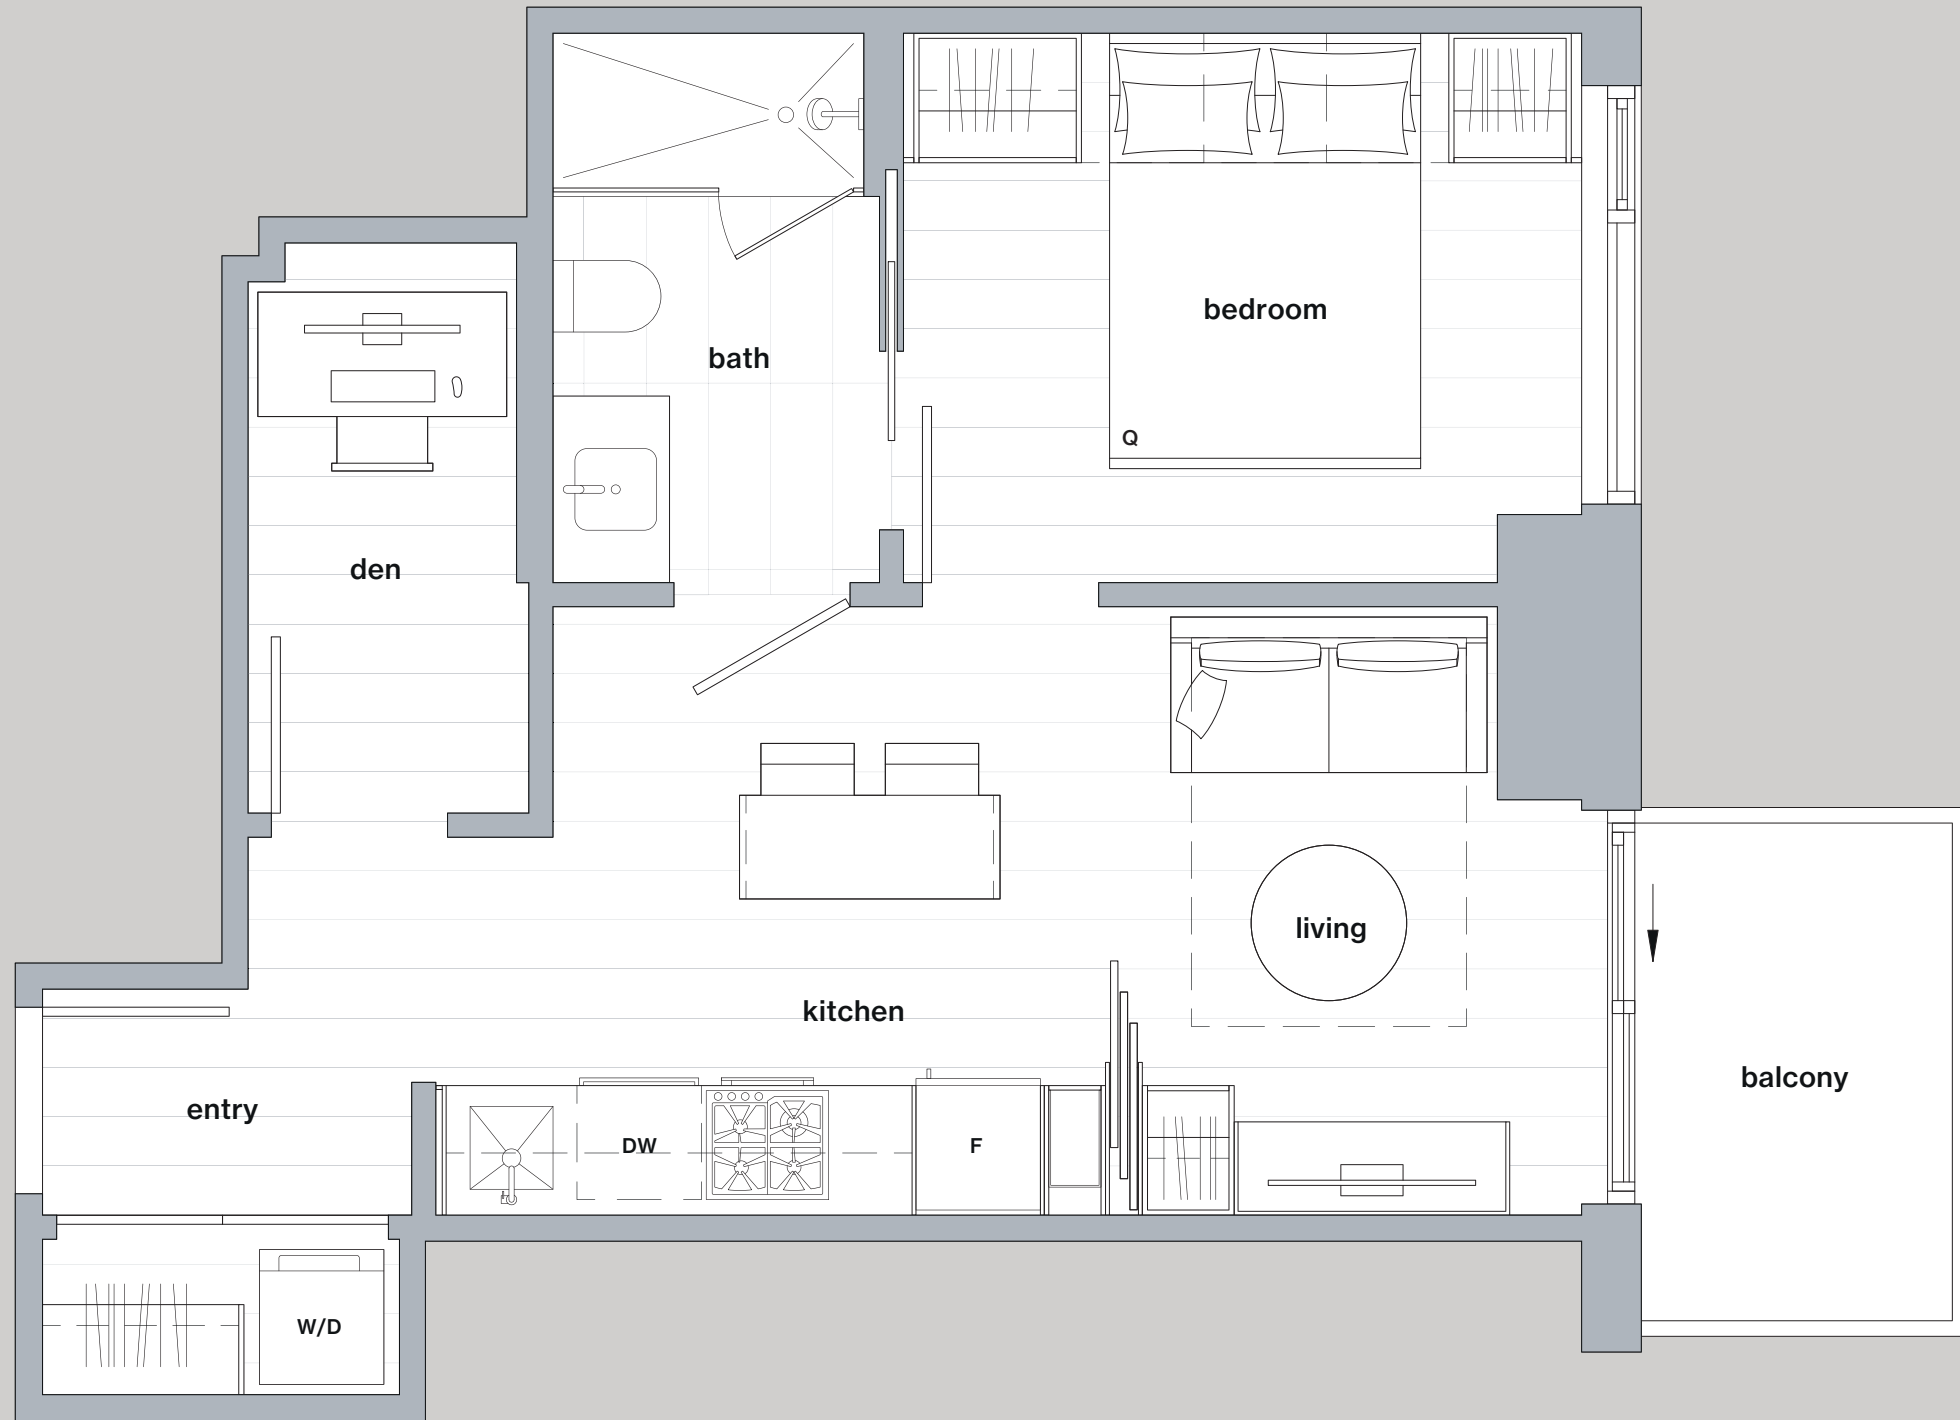 bedroom
bath
Q
den
living
kitchen
balcony
entry
DW
F
W/D